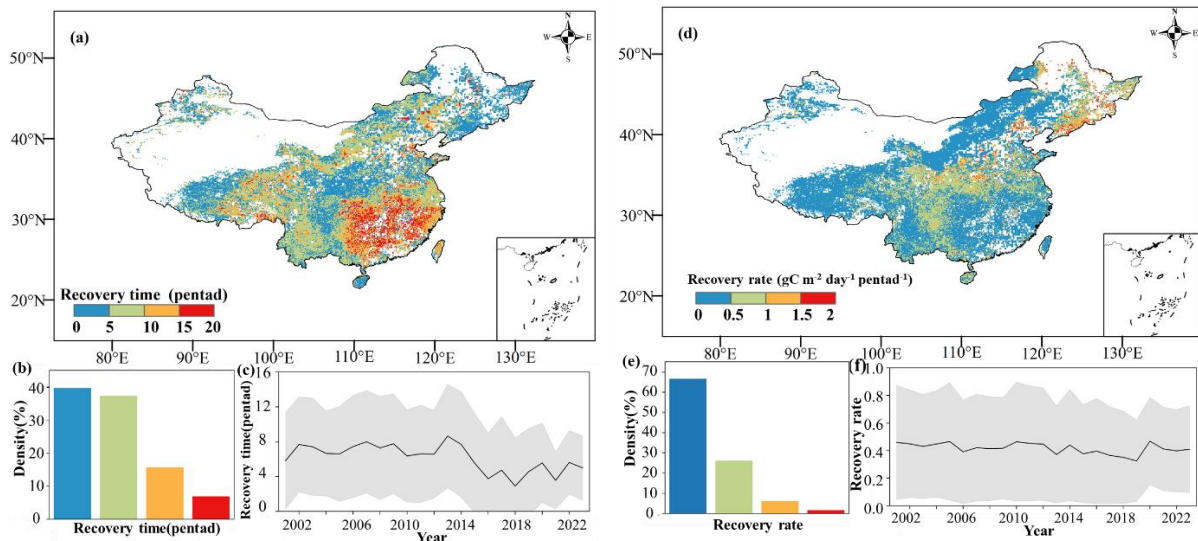 (a)
N
W E
S
50°N
40°N
30°N
20°N
Recovery time (pentad)
0 5 10 15 20
80°E 90°E 100°E 110°E 120°E 130°E
(d)
N
W E
S
50°N
40°N
30°N
20°N
Recovery rate (gC m⁻² day⁻¹ pentad⁻¹)
0 0.5 1 1.5 2
80°E 90°E 100°E 110°E 120°E 130°E
(b)
Density(%)
40
30
20
10
0
Recovery time(pentad)
(c)
Recovery time(pentad)
16
12
8
4
0
2002 2006 2010 2014 2018 2022
Year
(e)
Density(%)
70
60
50
40
30
20
10
0
Recovery rate
(f)
Recovery rate
1.0
0.8
0.6
0.4
0.2
0.0
2002 2006 2010 2014 2018 2022
Year